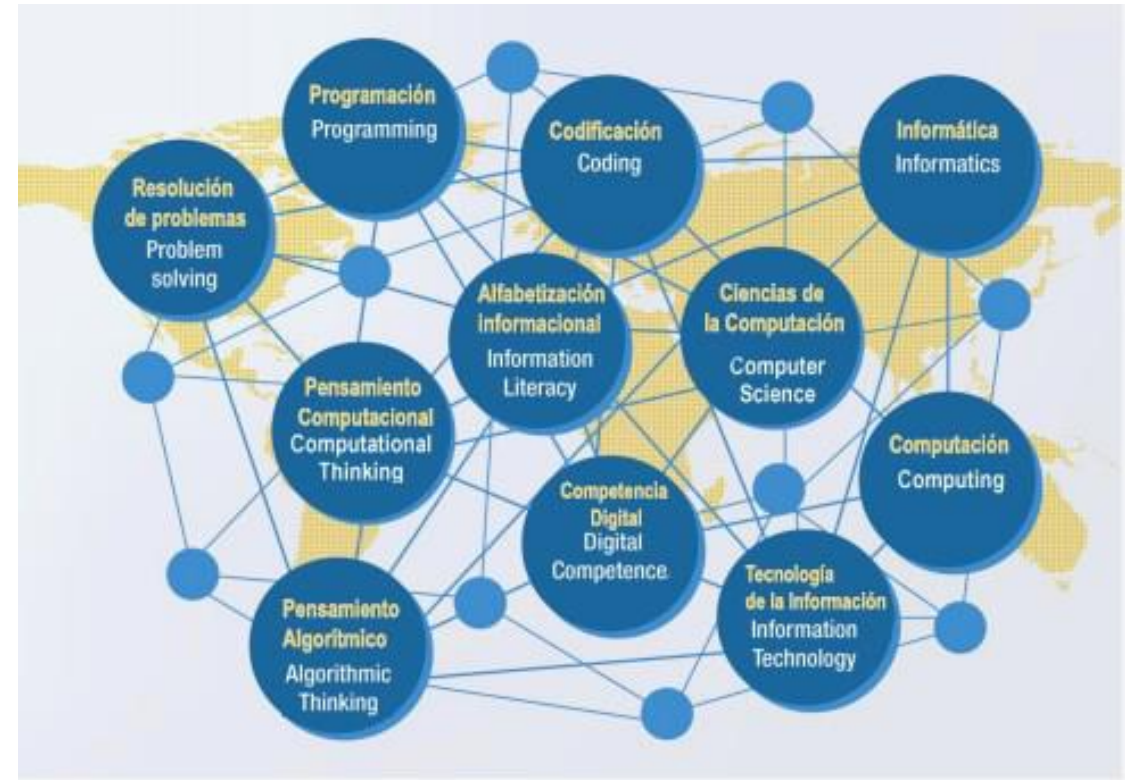 Programación
Programming
Codificación
Coding
Informática
Informatics
Resolución
de problemas
Problem
solving
Alfabetización
informacional
Information
Literacy
Ciencias de
la Computación
Computer
Science
Pensamiento
Computacional
Computational
Thinking
Computación
Computing
Competencia
Digital
Digital
Competence
Tecnología
de la Información
Information
Technology
Pensamiento
Algorítmico
Algorithmic
Thinking